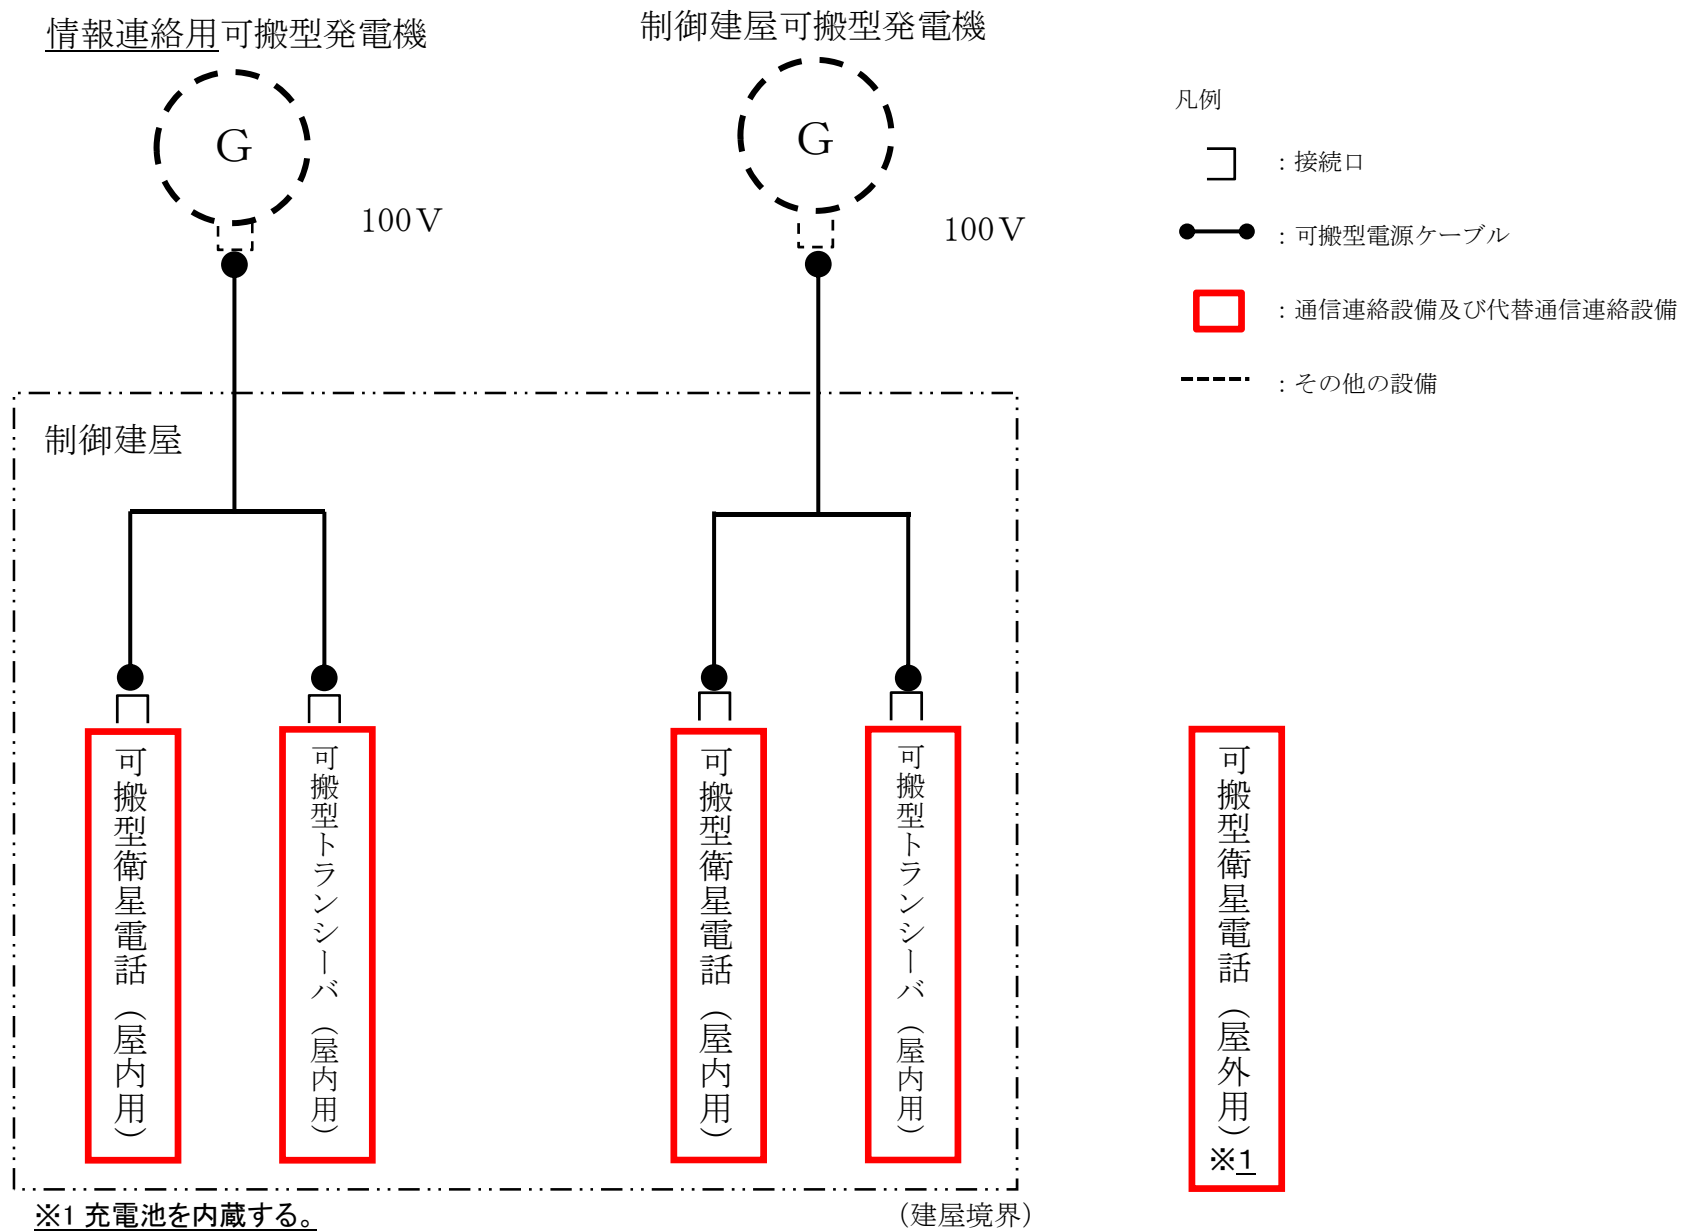 情報連絡用可搬型発電機
制御建屋可搬型発電機
G
G
100V
100V
凡例
：接続口
：可搬型電源ケーブル
：通信連絡設備及び代替通信連絡設備
：その他の設備
制御建屋
可搬型衛星電話（屋内用）
可搬型トランシーバ（屋内用）
可搬型衛星電話（屋内用）
可搬型トランシーバ（屋内用）
可搬型衛星電話（屋外用）
※1
※1 充電池を内蔵する。
（建屋境界）